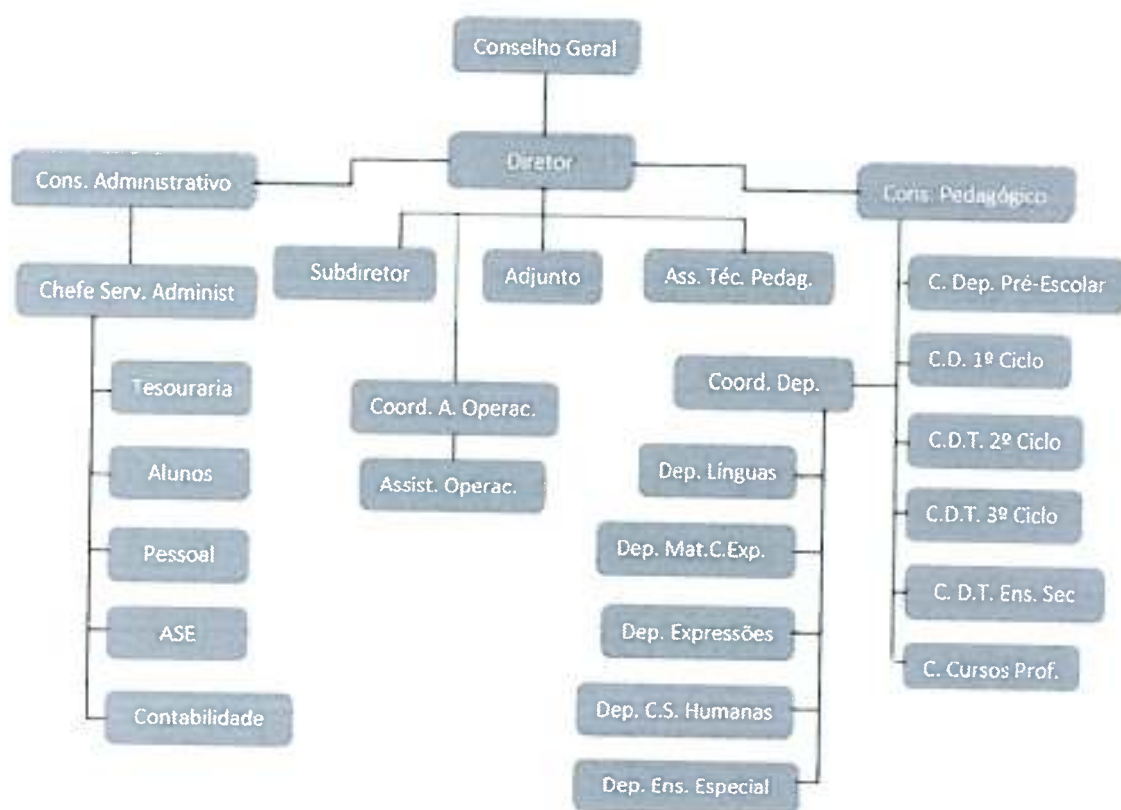 Conselho Geral
Diretor
Cons. Administrativo
Cons. Pedagógico
Subdiretor
Adjunto
Ass. Téc. Pedag.
Chefe Serv. Administ
C. Dep. Pré-Escolar
Tesouraria
Coord. A. Operac.
Coord. Dep.
C.D. 1º Ciclo
Alunos
Assist. Operac.
Dep. Línguas
C.D.T. 2º Ciclo
Pessoal
Dep. Mat.C.Exp.
C.D.T. 3º Ciclo
ASE
Dep. Expressões
C. D.T. Ens. Sec
Contabilidade
Dep. C.S. Humanas
C. Cursos Prof.
Dep. Ens. Especial